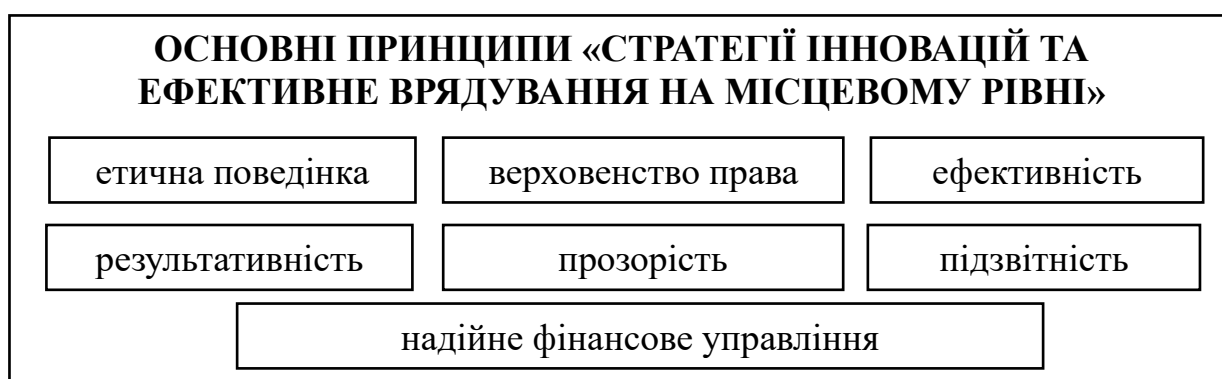 ОСНОВНІ ПРИНЦИПИ «СТРАТЕГІЇ ІННОВАЦІЙ ТА
ЕФЕКТИВНЕ ВРЯДУВАННЯ НА МІСЦЕВОМУ РІВНІ»
етична поведінка
верховенство права
ефективність
результативність
прозорість
підзвітність
надійне фінансове управління